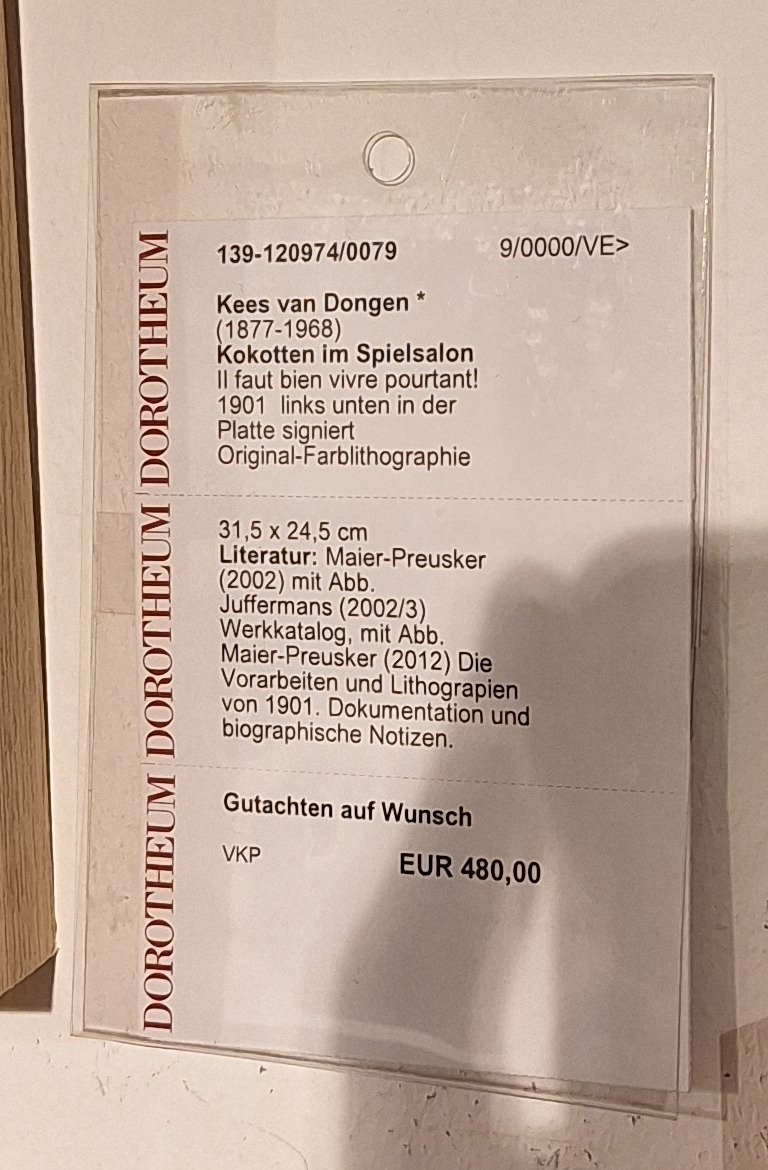 139-120974/0079 9/0000/VE>
Kees van Dongen *
(1877-1968)
Kokotten im Spielsalon
Il faut bien vivre pourtant!
1901 links unten in der
Platte signiert
Original-Farblithographie
31,5 x 24,5 cm
Literatur: Maier-Preusker
(2002) mit Abb.
Juffermans (2002/3)
Werkkatalog, mit Abb.
Maier-Preusker (2012) Die
Vorarbeiten und Lithograpien
von 1901. Dokumentation und
biographische Notizen.
Gutachten auf Wunsch
VKP EUR 480,00
DOROTHEUM DOROTHEUM DOROTHEUM